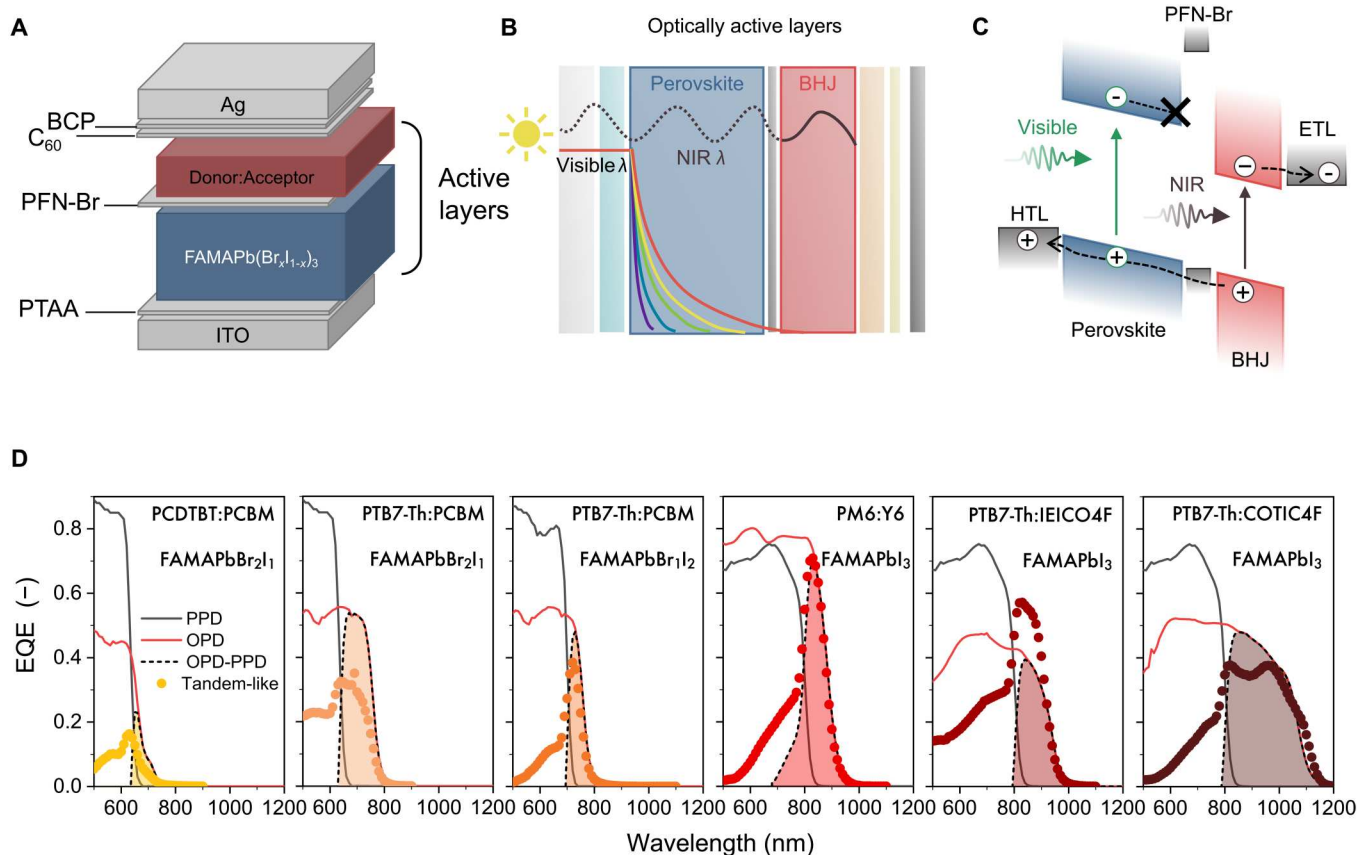 A
Ag
BCP
C₆₀
Donor:Acceptor
PFN-Br
Active
layers
FAMAPb(BrₓI₁₋ₓ)₃
PTAA
ITO
B
Optically active layers
Perovskite
BHJ
Visible λ
NIR λ
C
PFN-Br
Visible
ETL
NIR
HTL
Perovskite
BHJ
D
EQE (−)
0.8
0.6
0.4
0.2
0.0
PCDTBT:PCBM
FAMAPbBr₂I₁
PPD
OPD
OPD-PPD
Tandem-like
PTB7-Th:PCBM
FAMAPbBr₂I₁
PTB7-Th:PCBM
FAMAPbBr₁I₂
PM6:Y6
FAMAPbI₃
PTB7-Th:IEICO4F
FAMAPbI₃
PTB7-Th:COTIC4F
FAMAPbI₃
600 800 1000 1200 600 800 1000 1200 600 800 1000 1200 600 800 1000 1200 600 800 1000 1200 600 800 1000 1200
Wavelength (nm)